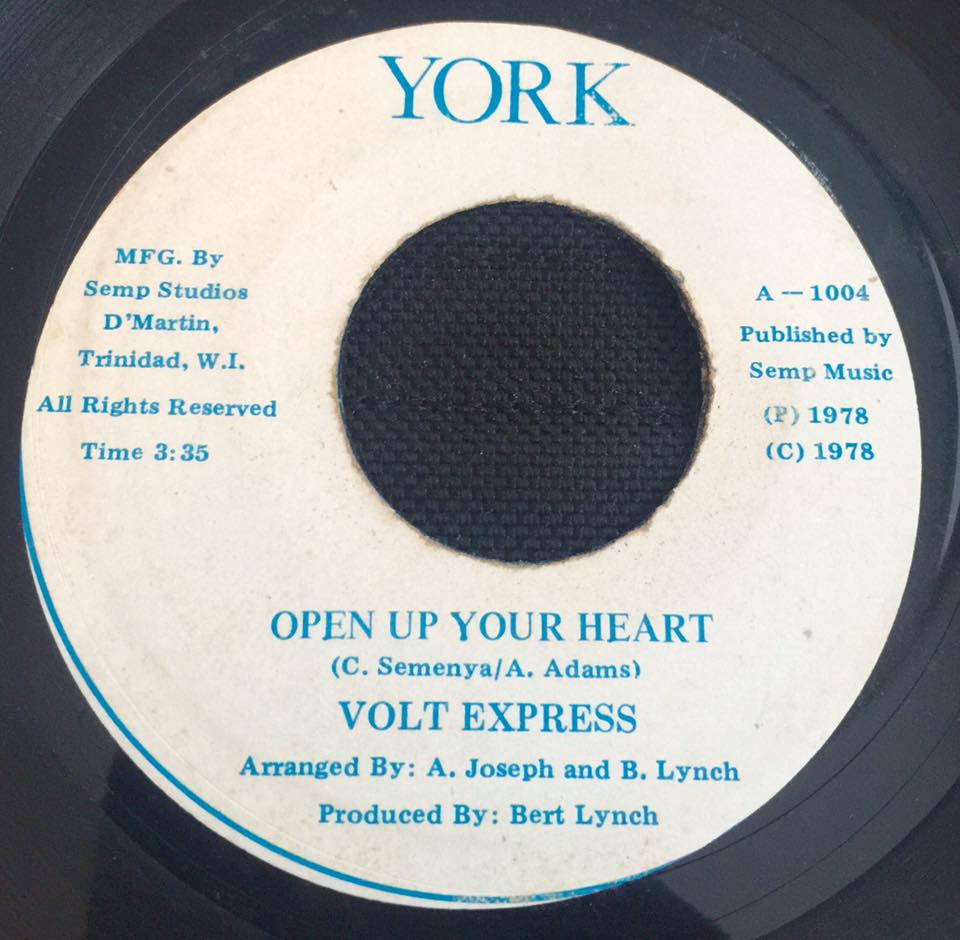 YORK
MFG. By
Semp Studios
D'Martin,
Trinidad, W.I.
All Rights Reserved
Time 3:35
A — 1004
Published by
Semp Music
(P) 1978
(C) 1978
OPEN UP YOUR HEART
(C. Semenya/A. Adams)
VOLT EXPRESS
Arranged By: A. Joseph and B. Lynch
Produced By: Bert Lynch